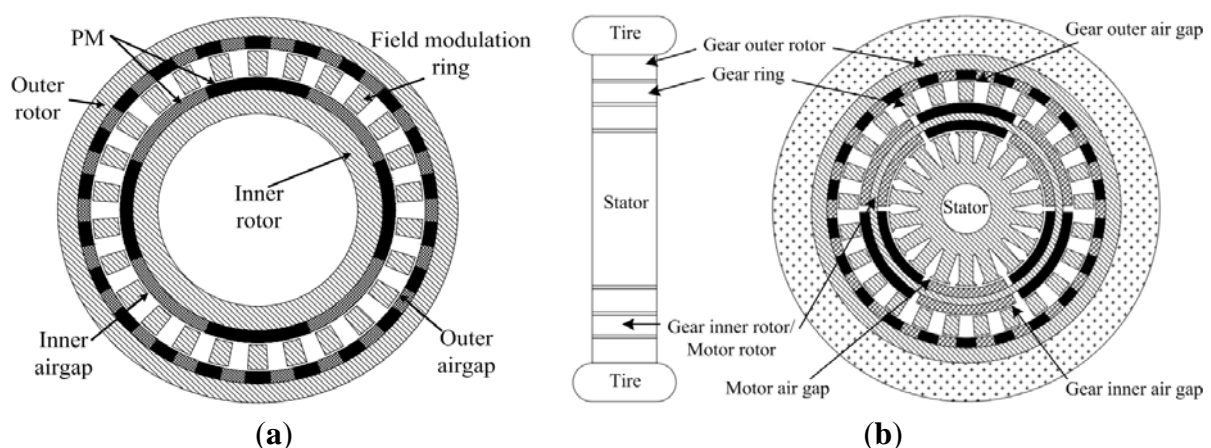 PM
Field modulation
ring
Outer
rotor
Inner
rotor
Inner
airgap
Outer
airgap
(a)
Tire
Gear outer rotor
Gear outer air gap
Gear ring
Stator
Stator
Gear inner rotor/
Motor rotor
Tire
Motor air gap
Gear inner air gap
(b)